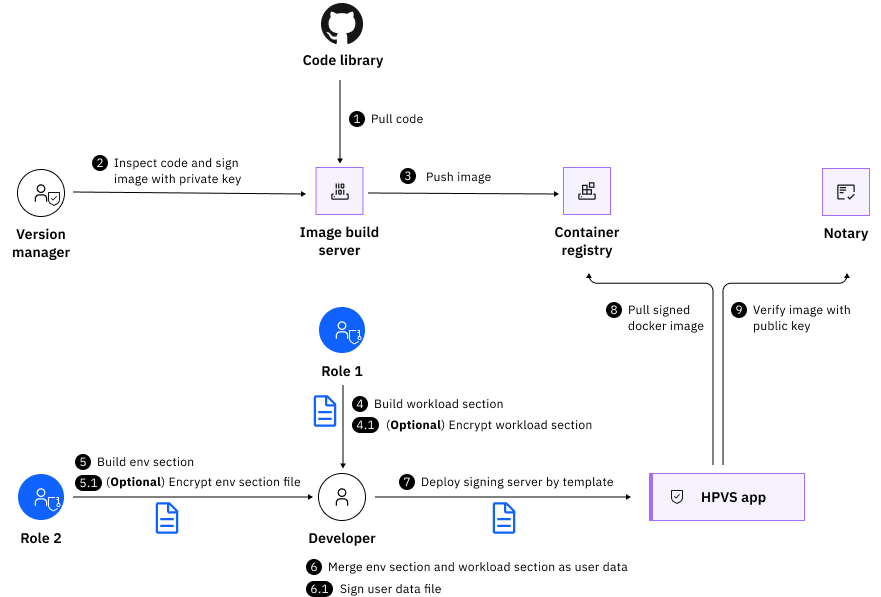 Code library
1 Pull code
2 Inspect code and sign
image with private key
3 Push image
Version
manager
Image build
server
Container
registry
Notary
8 Pull signed
docker image
9 Verify image with
public key
Role 1
4 Build workload section
4.1 (Optional) Encrypt workload section
5 Build env section
5.1 (Optional) Encrypt env section file
7 Deploy signing server by template
HPVS app
Role 2
Developer
6 Merge env section and workload section as user data
6.1 Sign user data file